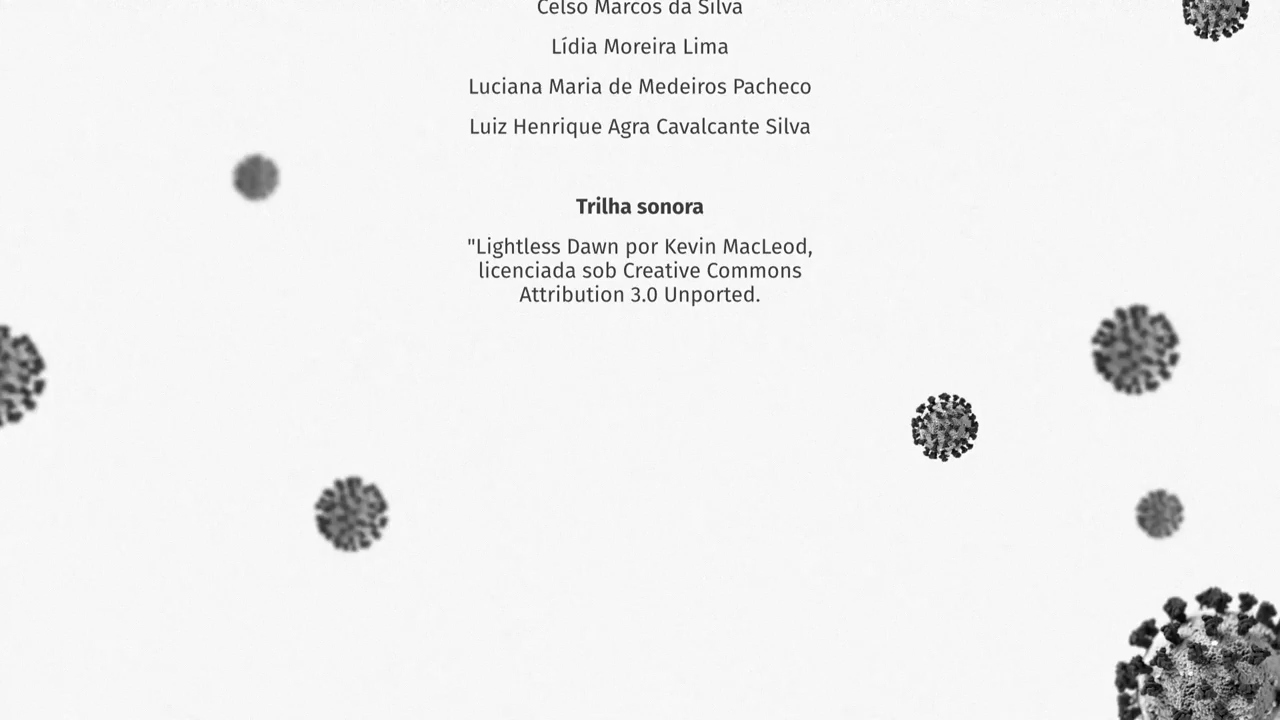 Celso Marcos da Silva
Lídia Moreira Lima
Luciana Maria de Medeiros Pacheco
Luiz Henrique Agra Cavalcante Silva
Trilha sonora
"Lightless Dawn por Kevin MacLeod,
licenciada sob Creative Commons
Attribution 3.0 Unported.